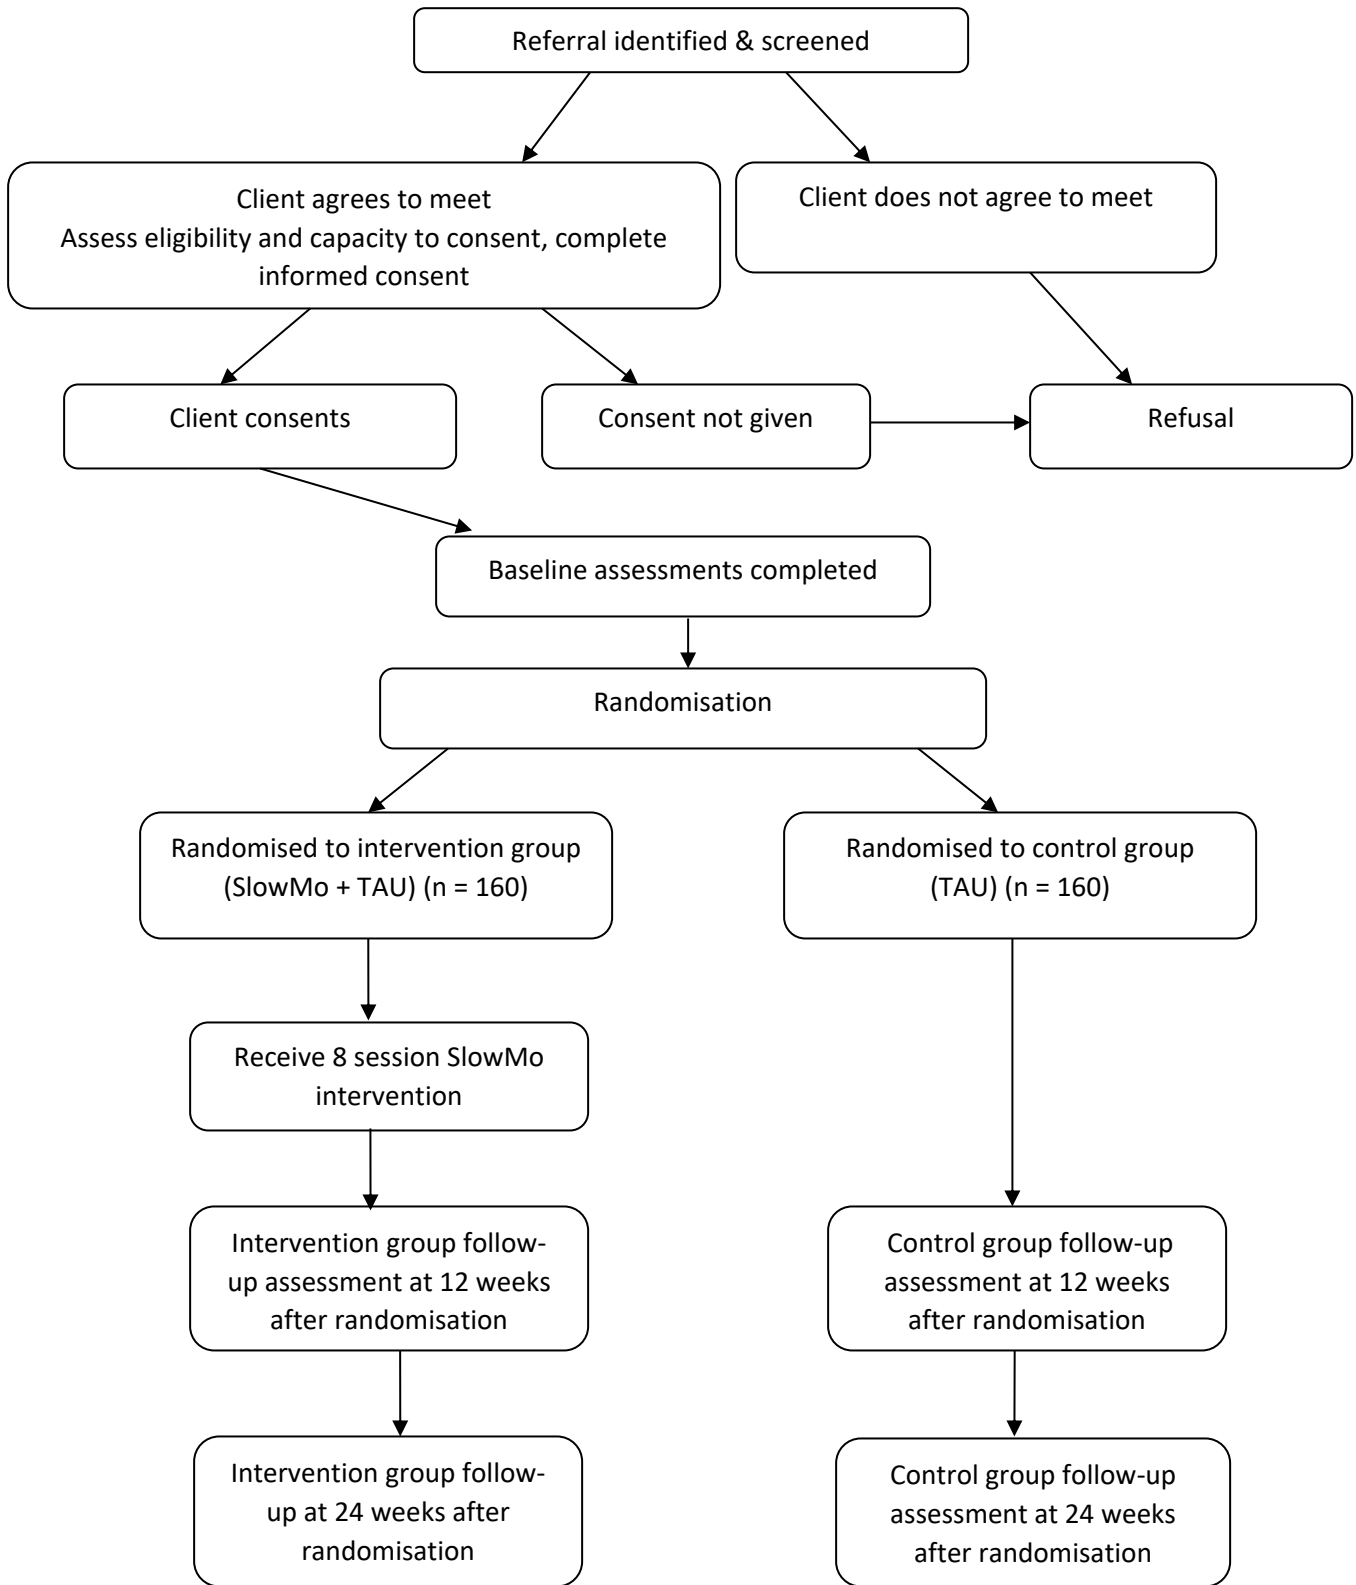 Referral identified & screened
Client agrees to meet
Assess eligibility and capacity to consent, complete
informed consent
Client does not agree to meet
Client consents
Consent not given
Refusal
Baseline assessments completed
Randomisation
Randomised to intervention group
(SlowMo + TAU) (n = 160)
Randomised to control group
(TAU) (n = 160)
Receive 8 session SlowMo
intervention
Intervention group follow-
up assessment at 12 weeks
after randomisation
Control group follow-up
assessment at 12 weeks
after randomisation
Intervention group follow-
up at 24 weeks after
randomisation
Control group follow-up
assessment at 24 weeks
after randomisation